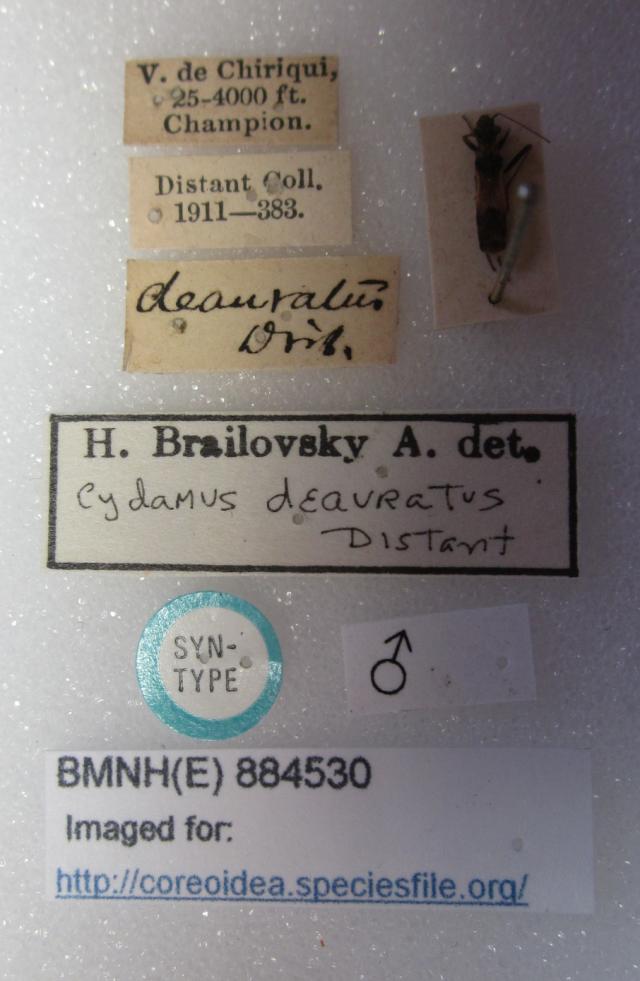 V. de Chiriqui,
25-4000 ft.
Champion.
Distant Coll.
1911—383.
deauratus
Dist.
H. Brailovsky A. det.
Cydamus deauratus
Distant
SYN-
TYPE
♂
BMNH(E) 884530
Imaged for:
http://coreoidea.speciesfile.org/